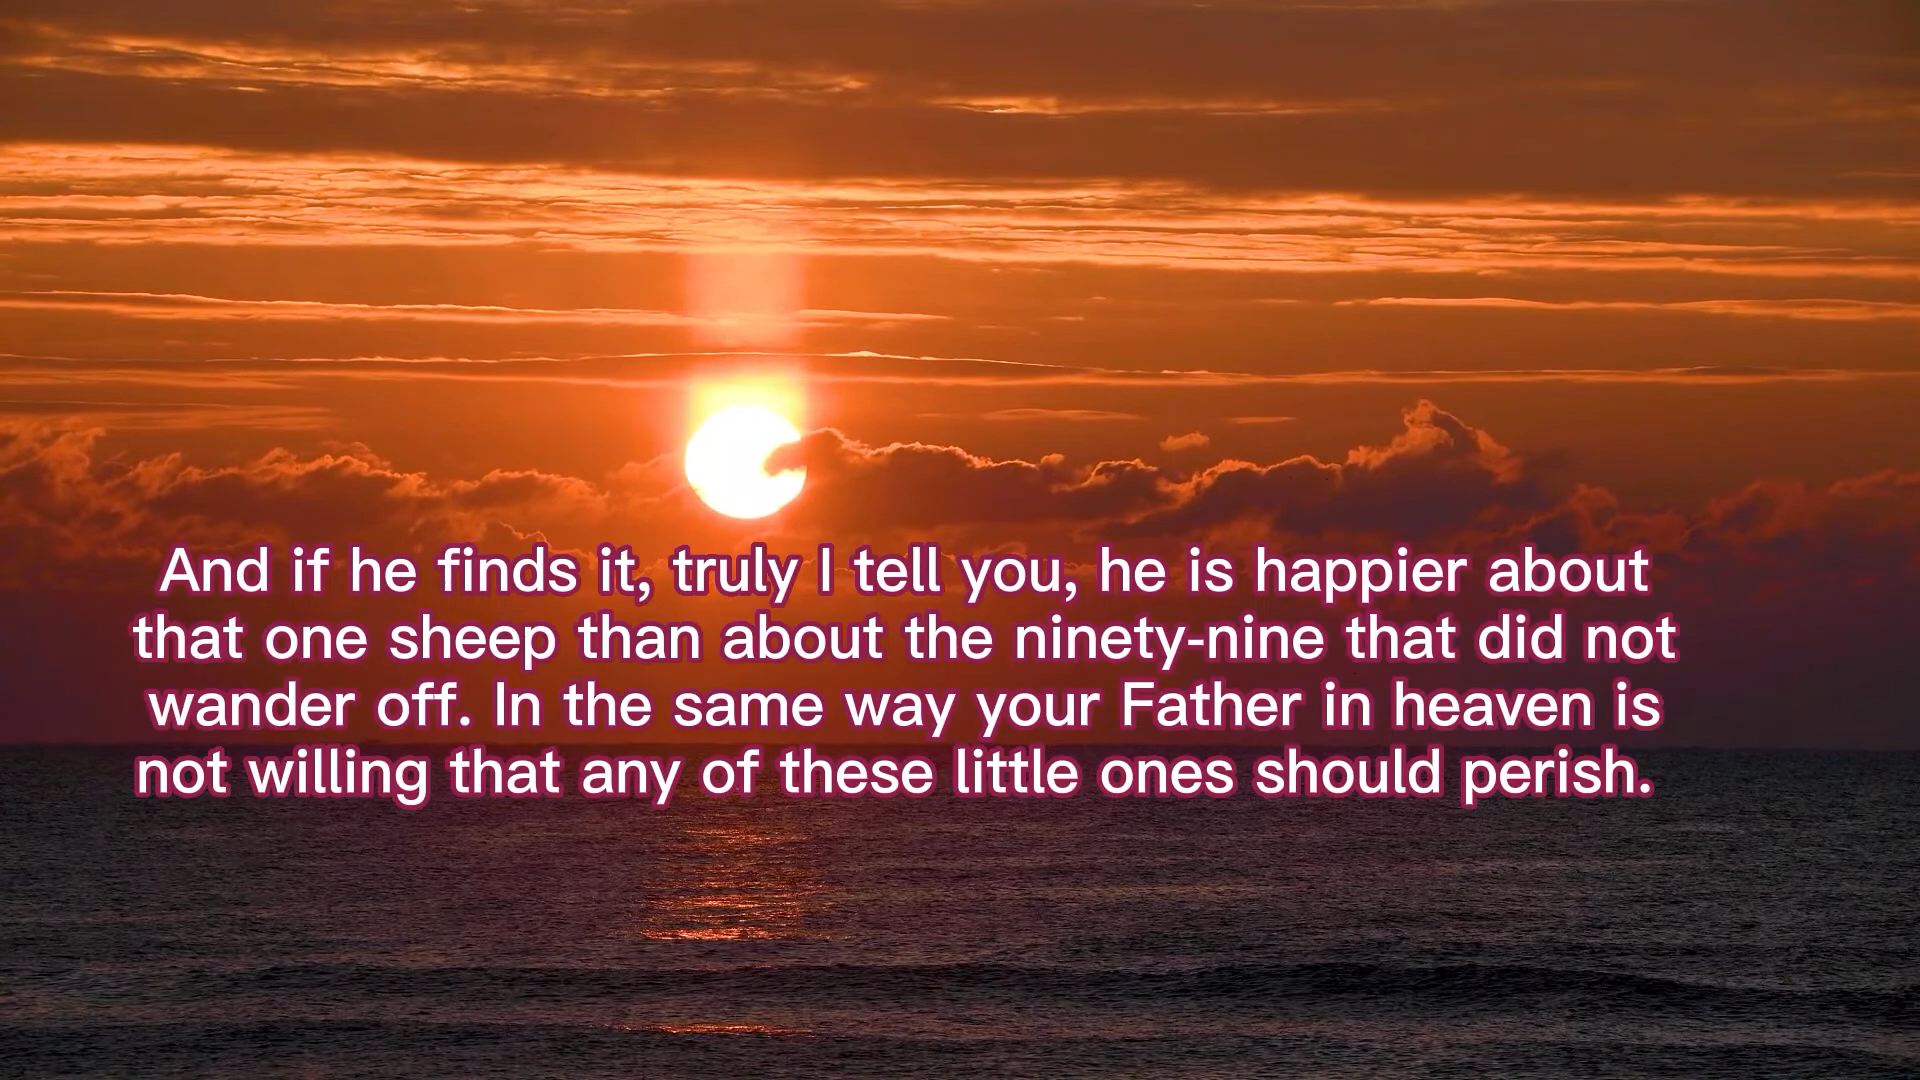 And if he finds it, truly I tell you, he is happier about
that one sheep than about the ninety-nine that did not
wander off. In the same way your Father in heaven is
not willing that any of these little ones should perish.